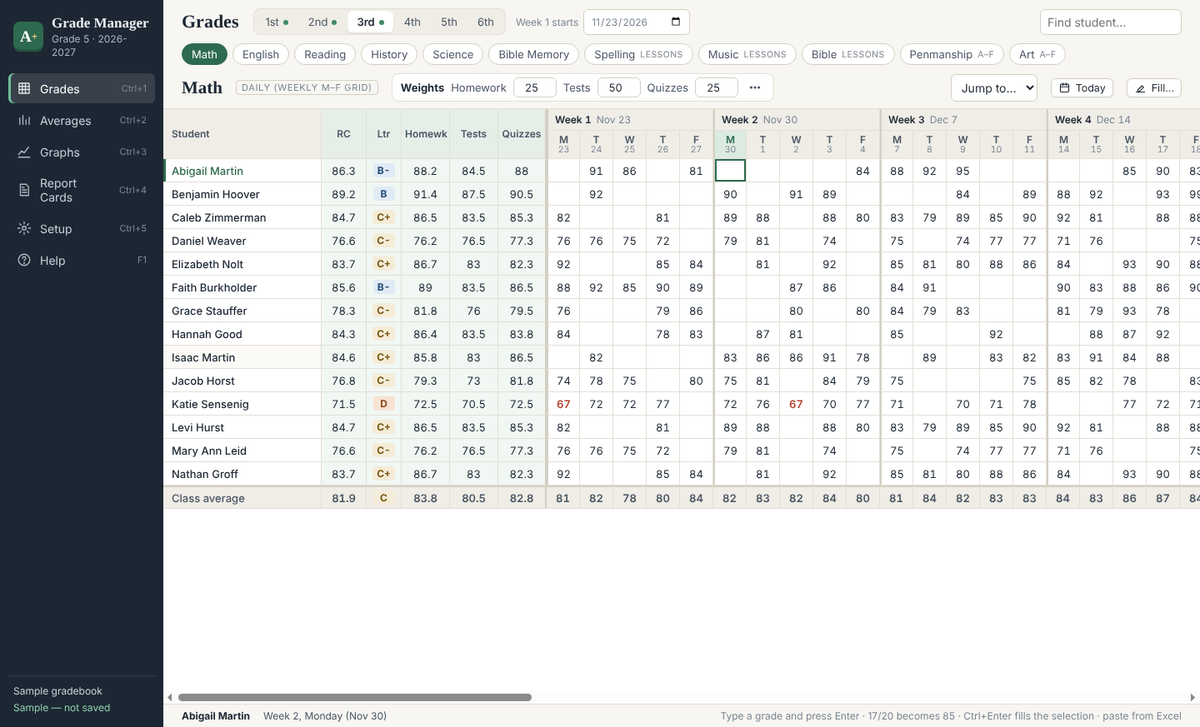 A+ Grade Manager
Grade 5 · 2026-
2027
Grades Ctrl+1
Averages Ctrl+2
Graphs Ctrl+3
Report
Cards Ctrl+4
Setup Ctrl+5
Help F1
Sample gradebook
Sample — not saved
Grades 1st 2nd 3rd 4th 5th 6th Week 1 starts 11/23/2026 Find student...
Math English Reading History Science Bible Memory Spelling LESSONS Music LESSONS Bible LESSONS Penmanship A–F Art A–F
Math DAILY (WEEKLY M–F GRID) Weights Homework 25 Tests 50 Quizzes 25 ••• Jump to... Today Fill...
Student RC Ltr Homewk Tests Quizzes Week 1 Nov 23 Week 2 Nov 30 Week 3 Dec 7 Week 4 Dec 14
M T W T F M T W T F M T W T F M T W T F
23 24 25 26 27 30 1 2 3 4 7 8 9 10 11 14 15 16 17 18
Abigail Martin 86.3 B- 88.2 84.5 88 91 86 81 84 88 92 95 85 90 83
Benjamin Hoover 89.2 B 91.4 87.5 90.5 92 90 91 89 84 89 88 92 93 99
Caleb Zimmerman 84.7 C+ 86.5 83.5 85.3 82 81 89 88 88 80 83 79 89 85 90 92 81 88 88
Daniel Weaver 76.6 C- 76.2 76.5 77.3 76 76 75 72 79 81 74 75 74 77 77 71 76 75
Elizabeth Nolt 83.7 C+ 86.7 83 82.3 92 85 84 81 92 85 81 80 88 86 84 93 90 88
Faith Burkholder 85.6 B- 89 83.5 86.5 88 92 85 90 89 87 86 84 91 90 83 88 86 90
Grace Stauffer 78.3 C- 81.8 76 79.5 76 79 86 80 80 84 79 83 81 79 93 78
Hannah Good 84.3 C+ 86.4 83.5 83.8 84 78 83 87 81 85 92 88 87 92
Isaac Martin 84.6 C+ 85.8 83 86.5 82 83 86 86 91 78 89 83 82 83 91 84 88
Jacob Horst 76.8 C- 79.3 73 81.8 74 78 75 80 75 81 84 79 75 75 85 82 78 83
Katie Sensenig 71.5 D 72.5 70.5 72.5 67 72 72 77 72 76 67 70 77 71 70 71 78 77 72 71
Levi Hurst 84.7 C+ 86.5 83.5 85.3 82 81 89 88 88 80 83 79 89 85 90 92 81 88 88
Mary Ann Leid 76.6 C- 76.2 76.5 77.3 76 76 75 72 79 81 74 75 74 77 77 71 76 75
Nathan Groff 83.7 C+ 86.7 83 82.3 92 85 84 81 92 85 81 80 88 86 84 93 90 88
Class average 81.9 C 83.8 80.5 82.8 81 82 78 80 84 82 83 82 84 80 81 84 82 83 83 84 83 86 87 84
Abigail Martin Week 2, Monday (Nov 30) Type a grade and press Enter · 17/20 becomes 85 · Ctrl+Enter fills the selection · paste from Excel